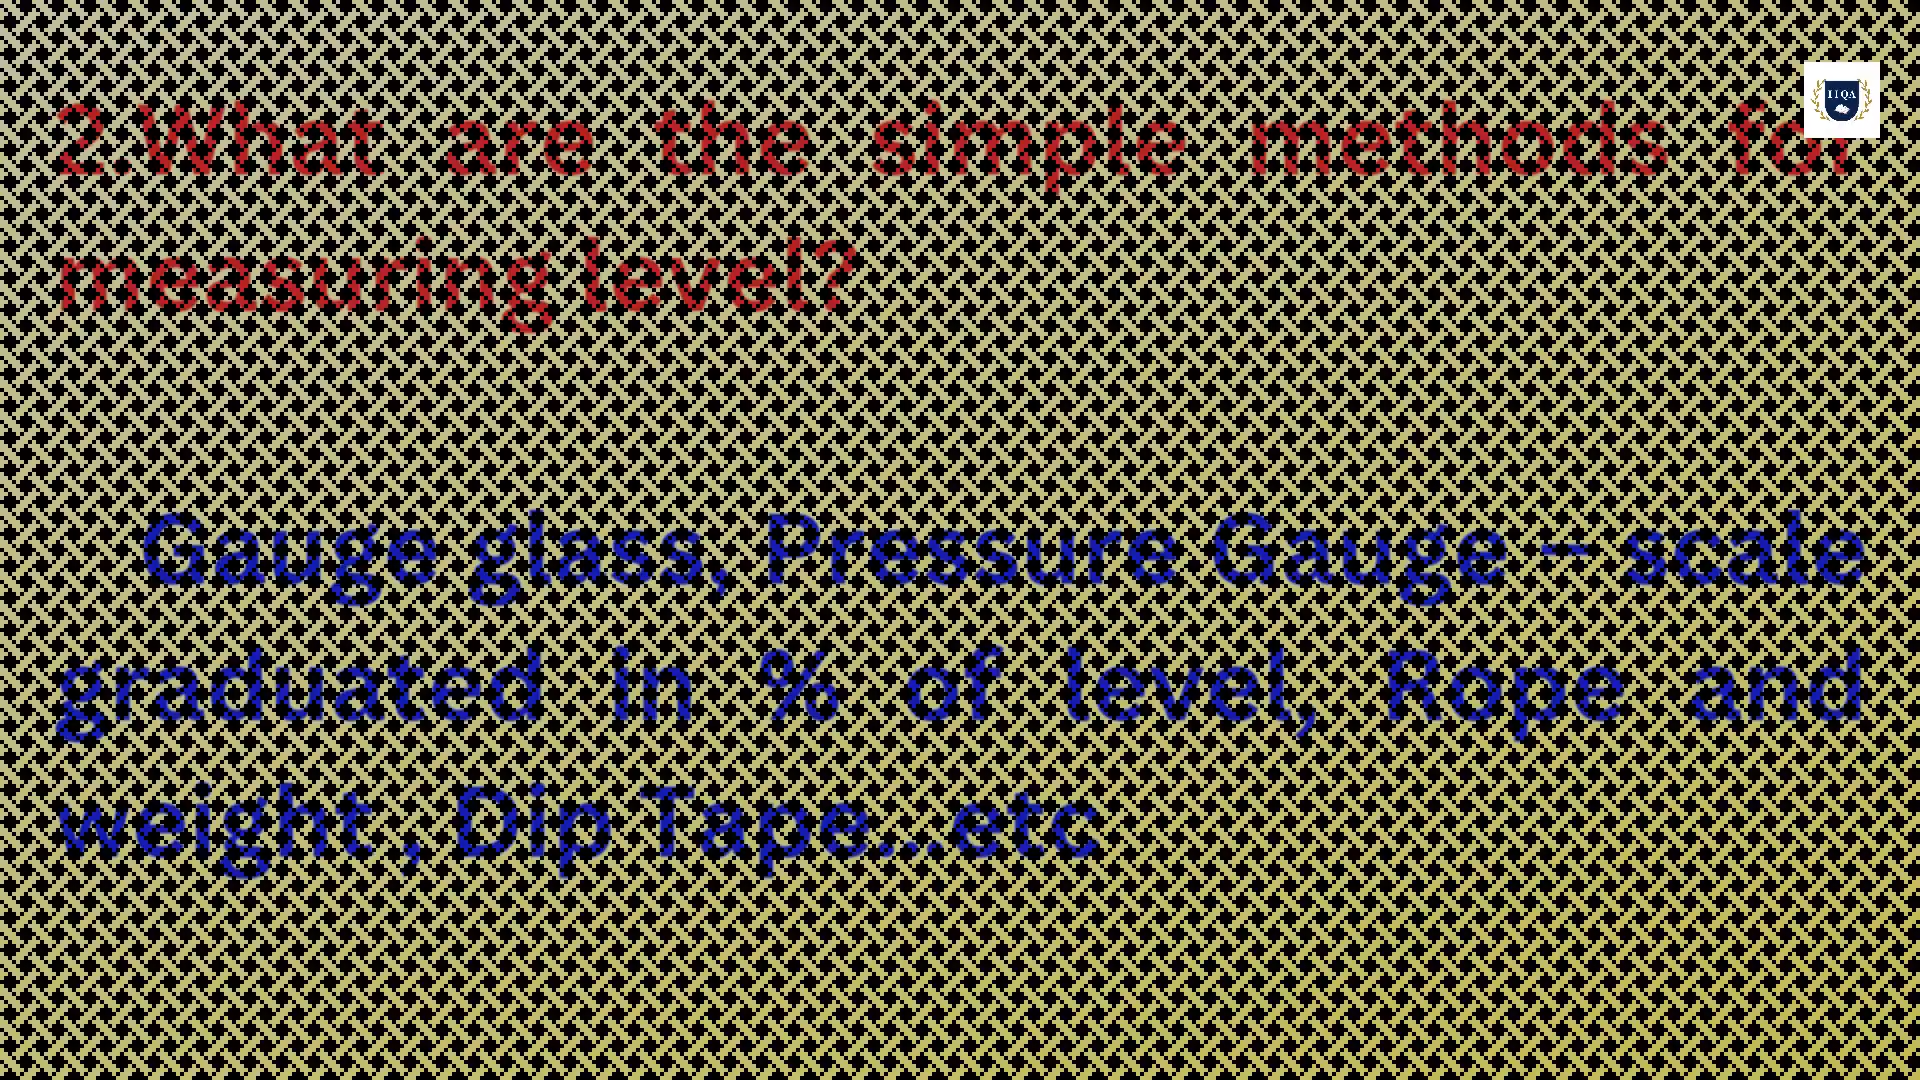 2.What are the simple methods for
measuring level?
Gauge glass, Pressure Gauge – scale
graduated In % of level, Rope and
weight , Dip Tape...etc
IIQA